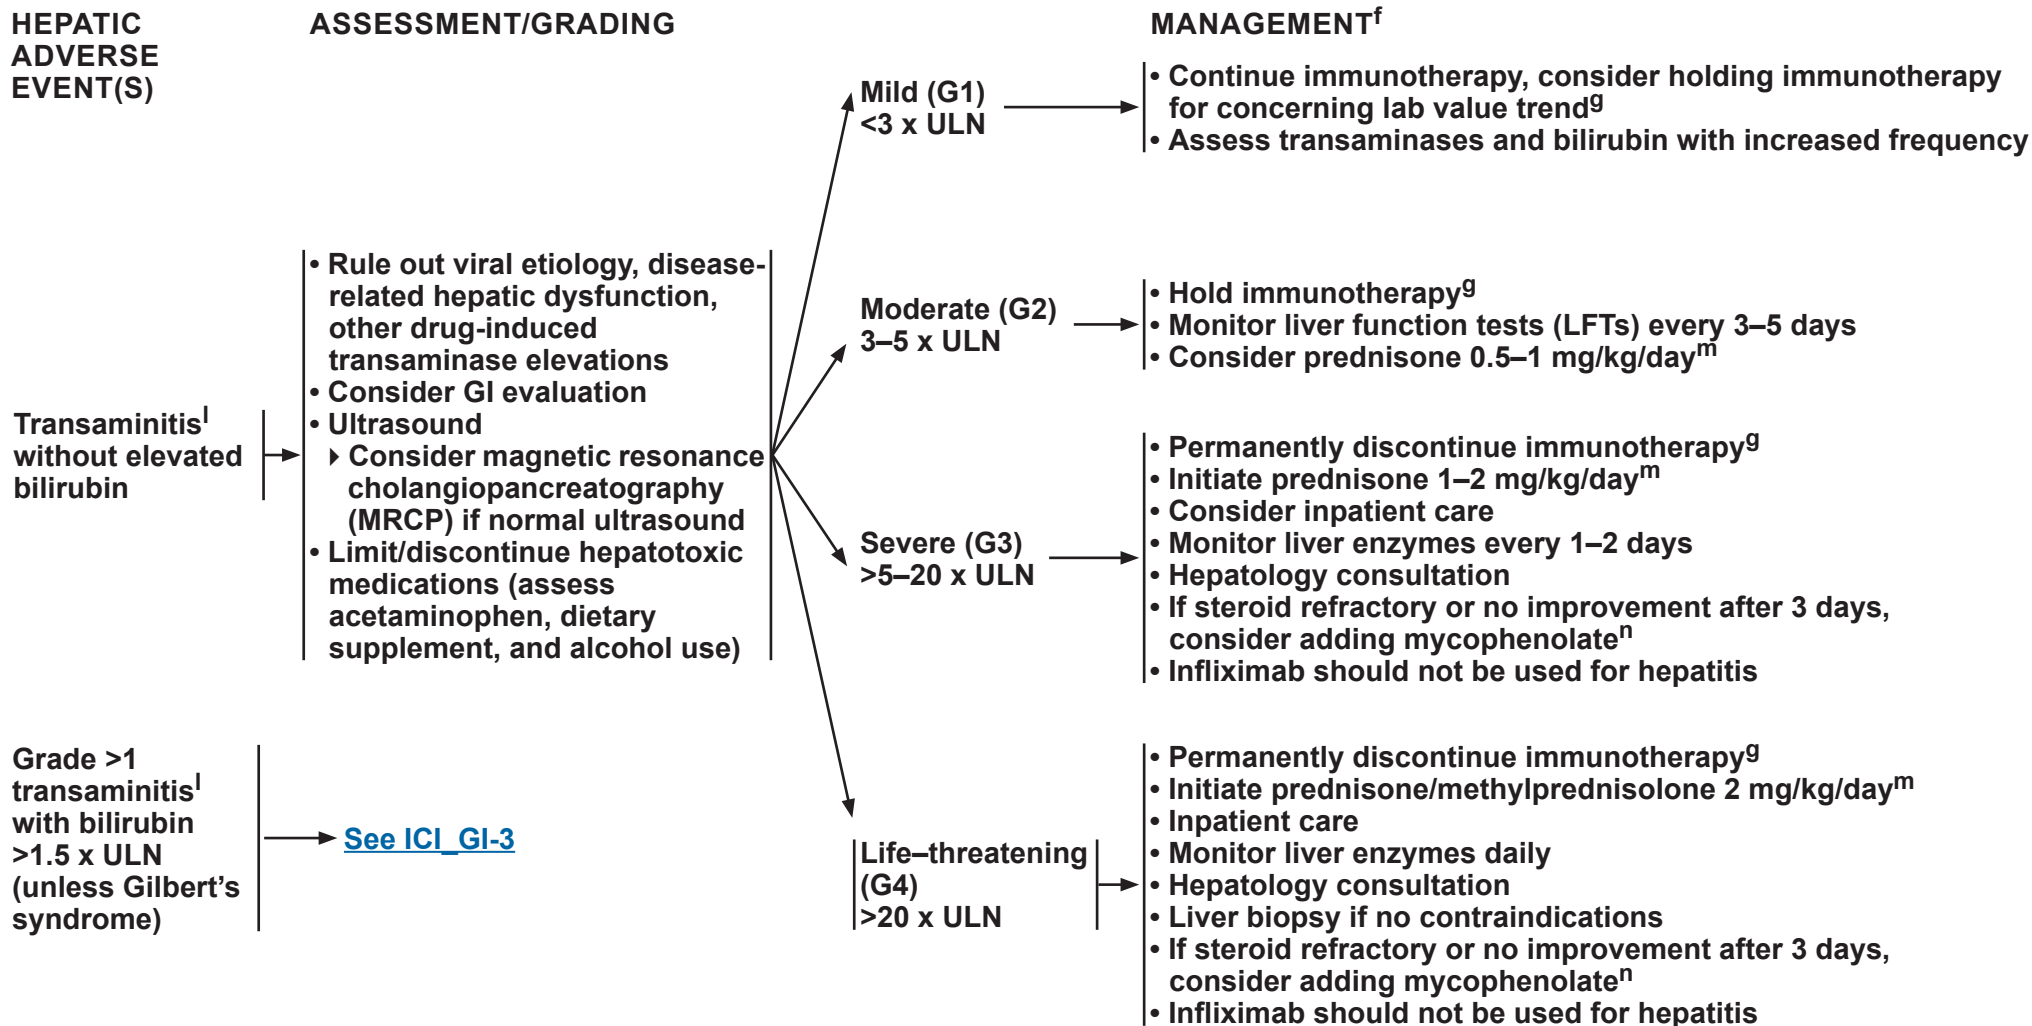 HEPATIC
ADVERSE
EVENT(S)
ASSESSMENT/GRADING
MANAGEMENTf
Transaminitisl
without elevated
bilirubin
• Rule out viral etiology, disease-
related hepatic dysfunction,
other drug-induced
transaminase elevations
• Consider GI evaluation
• Ultrasound
Consider magnetic resonance
cholangiopancreatography
(MRCP) if normal ultrasound
• Limit/discontinue hepatotoxic
medications (assess
acetaminophen, dietary
supplement, and alcohol use)
Mild (G1)
<3 x ULN
• Continue immunotherapy, consider holding immunotherapy
for concerning lab value trendg
• Assess transaminases and bilirubin with increased frequency
Moderate (G2)
3–5 x ULN
• Hold immunotherapyg
• Monitor liver function tests (LFTs) every 3–5 days
• Consider prednisone 0.5–1 mg/kg/daym
Severe (G3)
>5–20 x ULN
• Permanently discontinue immunotherapyg
• Initiate prednisone 1–2 mg/kg/daym
• Consider inpatient care
• Monitor liver enzymes every 1–2 days
• Hepatology consultation
• If steroid refractory or no improvement after 3 days,
consider adding mycophenolaten
• Infliximab should not be used for hepatitis
Life–threatening
(G4)
>20 x ULN
• Permanently discontinue immunotherapyg
• Initiate prednisone/methylprednisolone 2 mg/kg/daym
• Inpatient care
• Monitor liver enzymes daily
• Hepatology consultation
• Liver biopsy if no contraindications
• If steroid refractory or no improvement after 3 days,
consider adding mycophenolaten
• Infliximab should not be used for hepatitis
Grade >1
transaminitisl
with bilirubin
>1.5 x ULN
(unless Gilbert’s
syndrome)
See ICI_GI-3